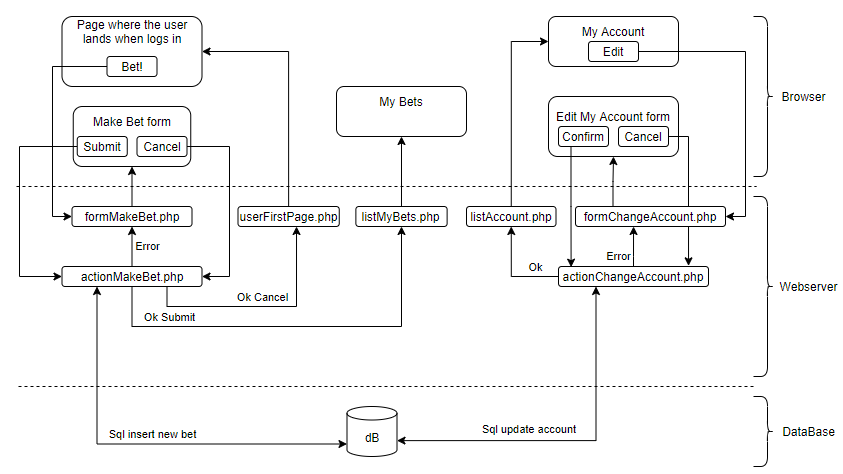 Page where the user
lands when logs in
Bet!
My Account
Edit
Browser
My Bets
Make Bet form
Submit
Cancel
Edit My Account form
Confirm
Cancel
formMakeBet.php
userFirstPage.php
listMyBets.php
listAccount.php
formChangeAccount.php
Error
Error
Ok
actionMakeBet.php
actionChangeAccount.php
Webserver
Ok Cancel
Ok Submit
Sql insert new bet
dB
Sql update account
DataBase